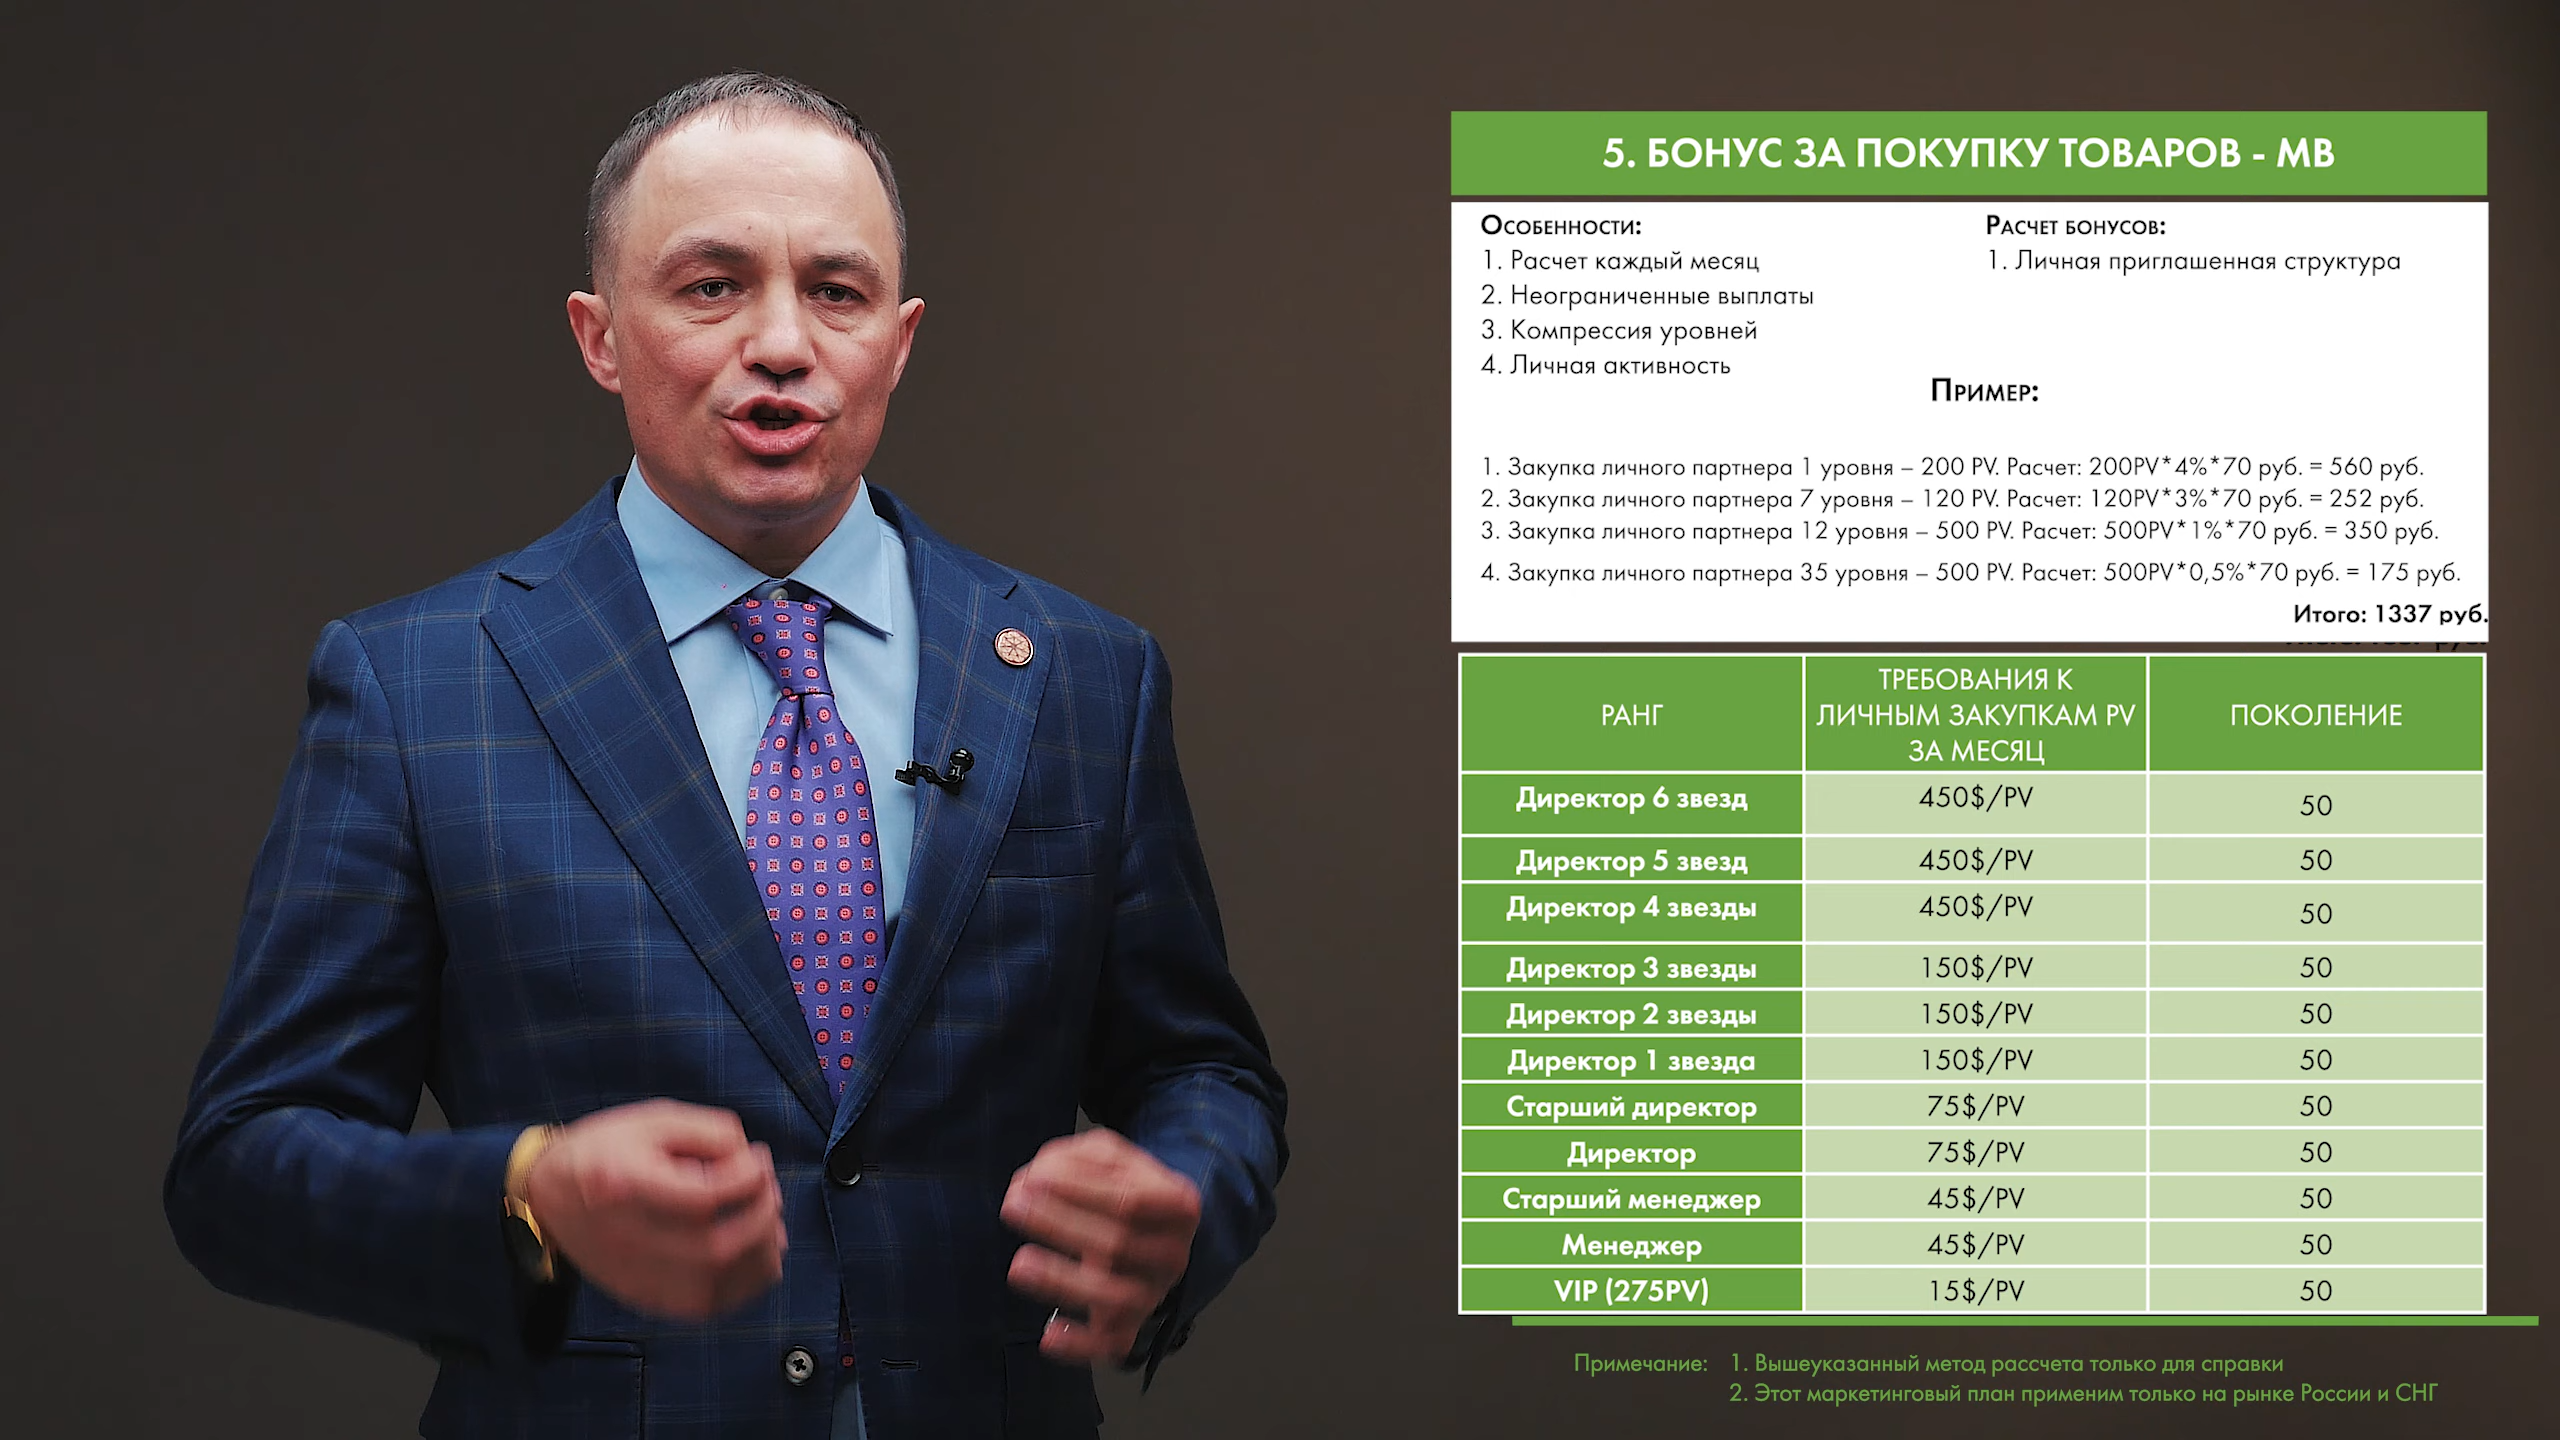 5. БОНУС ЗА ПОКУПКУ ТОВАРОВ - МВ
Особенности:
1. Расчет каждый месяц
2. Неограниченные выплаты
3. Компрессия уровней
4. Личная активность
Расчет бонусов:
1. Личная приглашенная структура
Пример:
1. Закупка личного партнера 1 уровня – 200 PV. Расчет: 200PV*4%*70 руб. = 560 руб.
2. Закупка личного партнера 7 уровня – 120 PV. Расчет: 120PV*3%*70 руб. = 252 руб.
3. Закупка личного партнера 12 уровня – 500 PV. Расчет: 500PV*1%*70 руб. = 350 руб.
4. Закупка личного партнера 35 уровня – 500 PV. Расчет: 500PV*0,5%*70 руб. = 175 руб.
Итого: 1337 руб.
РАНГ
ТРЕБОВАНИЯ К
ЛИЧНЫМ ЗАКУПКАМ PV
ЗА МЕСЯЦ
ПОКОЛЕНИЕ
Директор 6 звезд 450$/PV 50
Директор 5 звезд 450$/PV 50
Директор 4 звезды 450$/PV 50
Директор 3 звезды 150$/PV 50
Директор 2 звезды 150$/PV 50
Директор 1 звезда 150$/PV 50
Старший директор 75$/PV 50
Директор 75$/PV 50
Старший менеджер 45$/PV 50
Менеджер 45$/PV 50
VIP (275PV) 15$/PV 50
Примечание: 1. Вышеуказанный метод рассчета только для справки
2. Этот маркетинговый план применим только на рынке России и СНГ